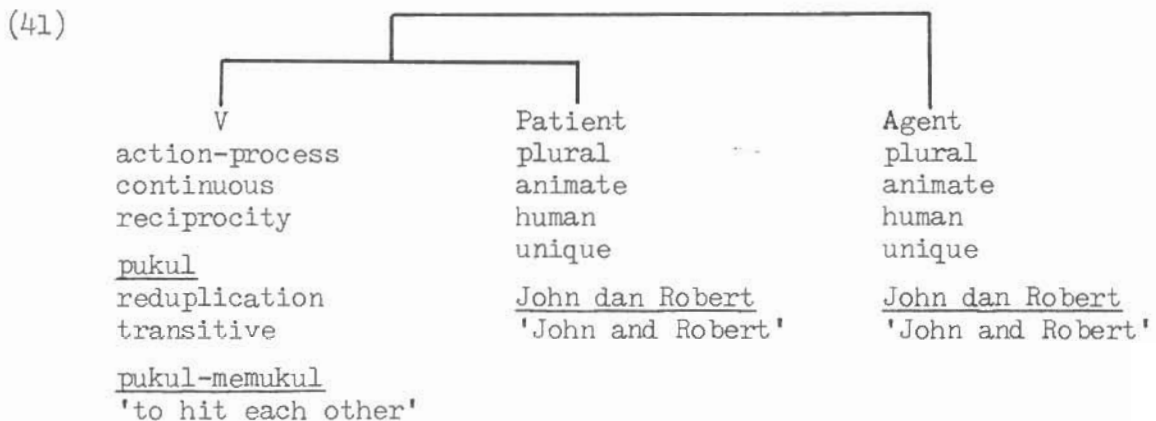 (41)
V Patient Agent
action-process plural plural
continuous animate animate
reciprocity human human
unique unique
pukul
reduplication John dan Robert John dan Robert
transitive 'John and Robert' 'John and Robert'
pukul-memukul
'to hit each other'